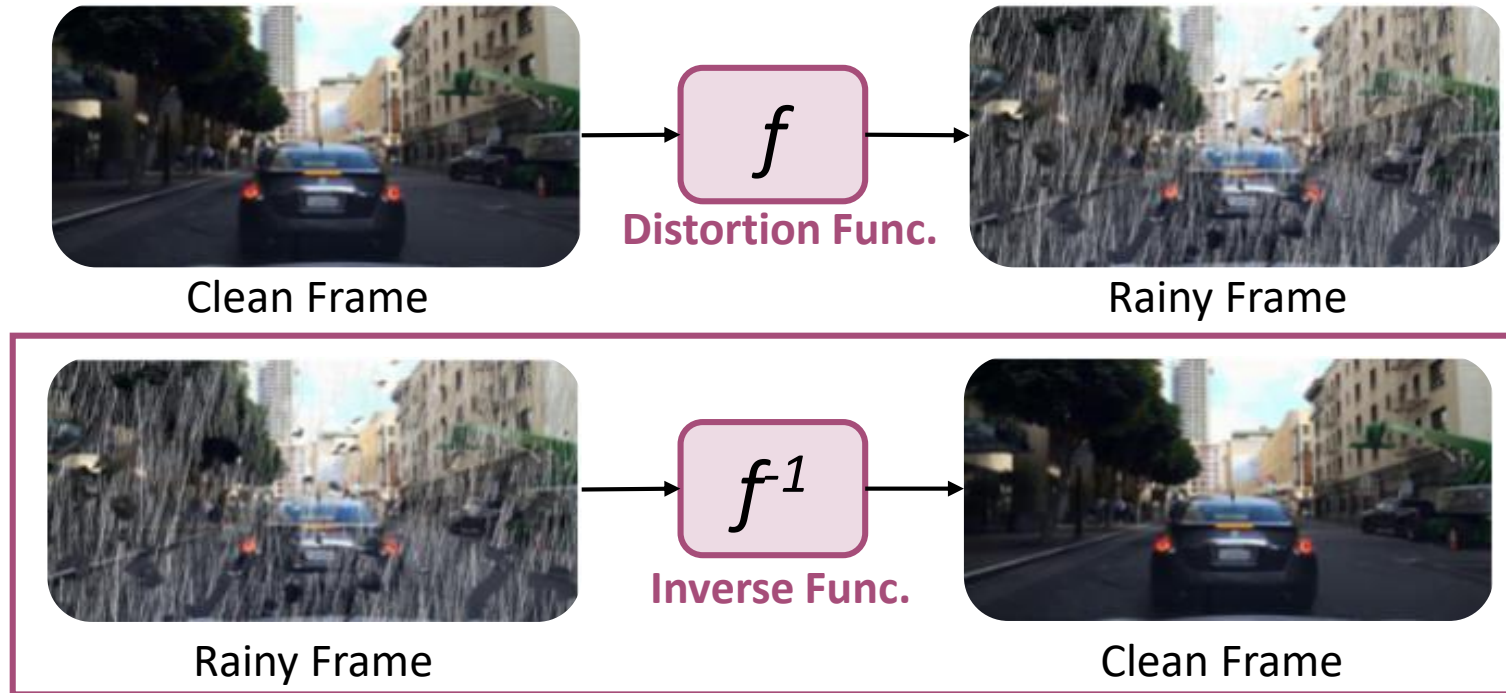 f
Distortion Func.
Clean Frame
Rainy Frame
f-1
Inverse Func.
Rainy Frame
Clean Frame